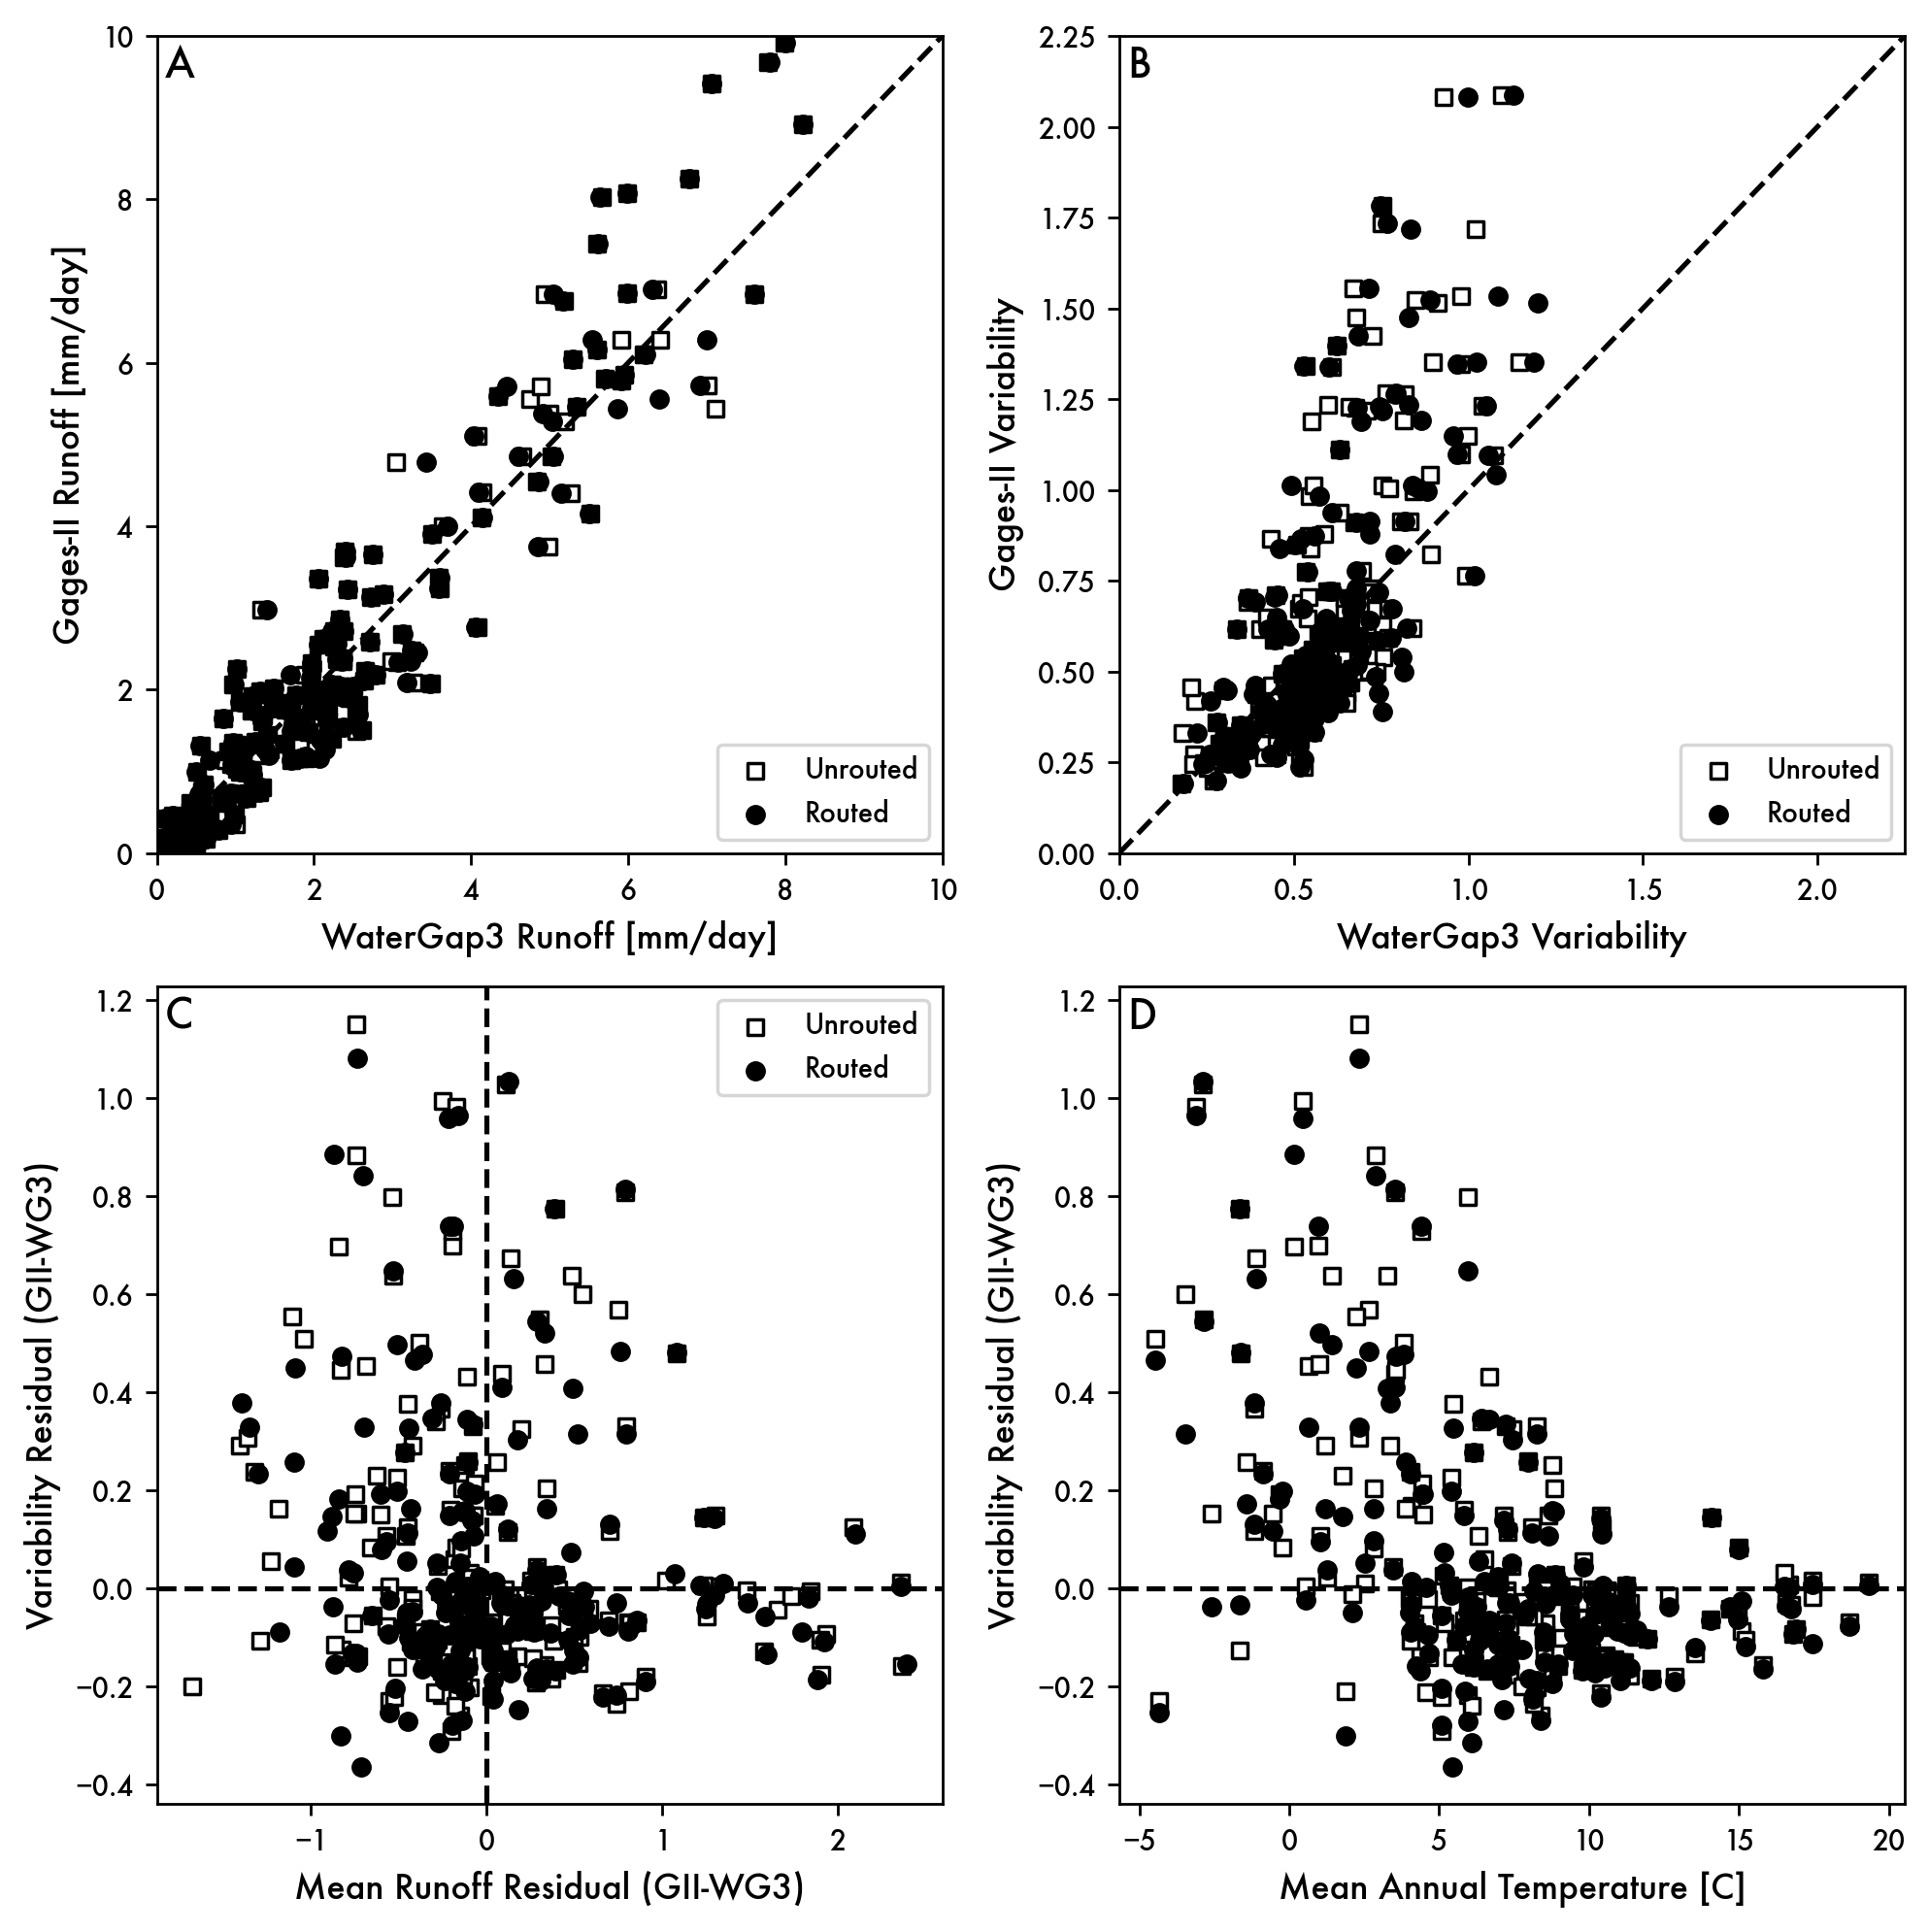 A
10
8
6
4
2
0
Gages-II Runoff [mm/day]
Unrouted
Routed
0 2 4 6 8 10
WaterGap3 Runoff [mm/day]
B
2.25
2.00
1.75
1.50
1.25
1.00
0.75
0.50
0.25
0.00
Gages-II Variability
Unrouted
Routed
0.0 0.5 1.0 1.5 2.0
WaterGap3 Variability
C
1.2
1.0
0.8
0.6
0.4
0.2
0.0
−0.2
−0.4
Variability Residual (GII-WG3)
Unrouted
Routed
−1 0 1 2
Mean Runoff Residual (GII-WG3)
D
1.2
1.0
0.8
0.6
0.4
0.2
0.0
−0.2
−0.4
Variability Residual (GII-WG3)
−5 0 5 10 15 20
Mean Annual Temperature [C]